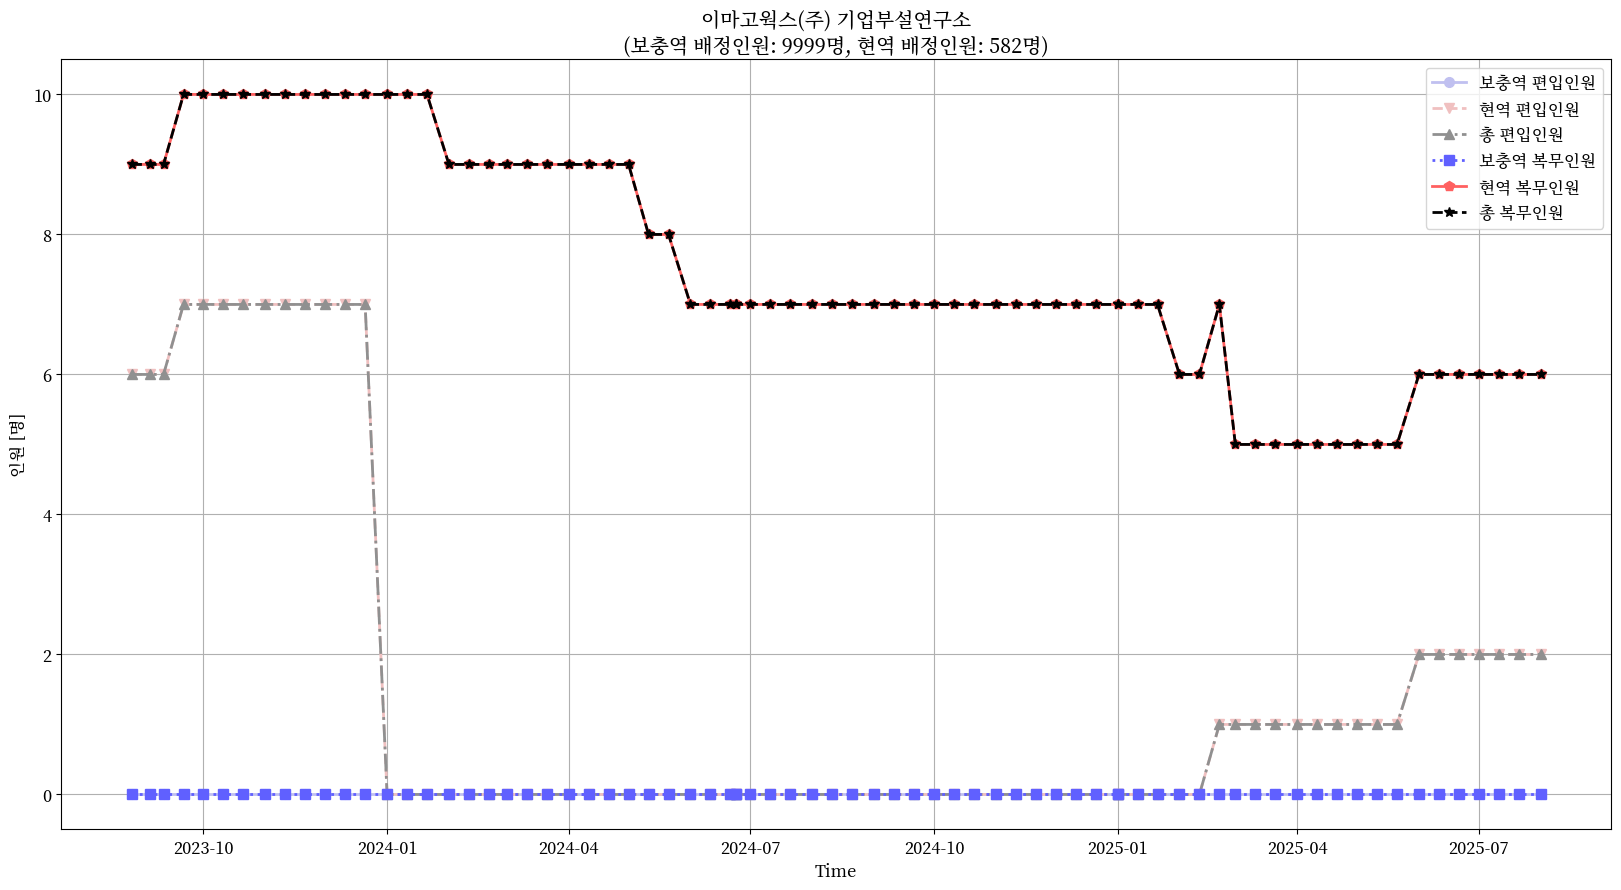 이마고웍스(주) 기업부설연구소
(보충역 배정인원: 9999명, 현역 배정인원: 582명)
보충역 편입인원
현역 편입인원
총 편입인원
보충역 복무인원
현역 복무인원
총 복무인원
인원 [명]
10
8
6
4
2
0
2023-10
2024-01
2024-04
2024-07
2024-10
2025-01
2025-04
2025-07
Time